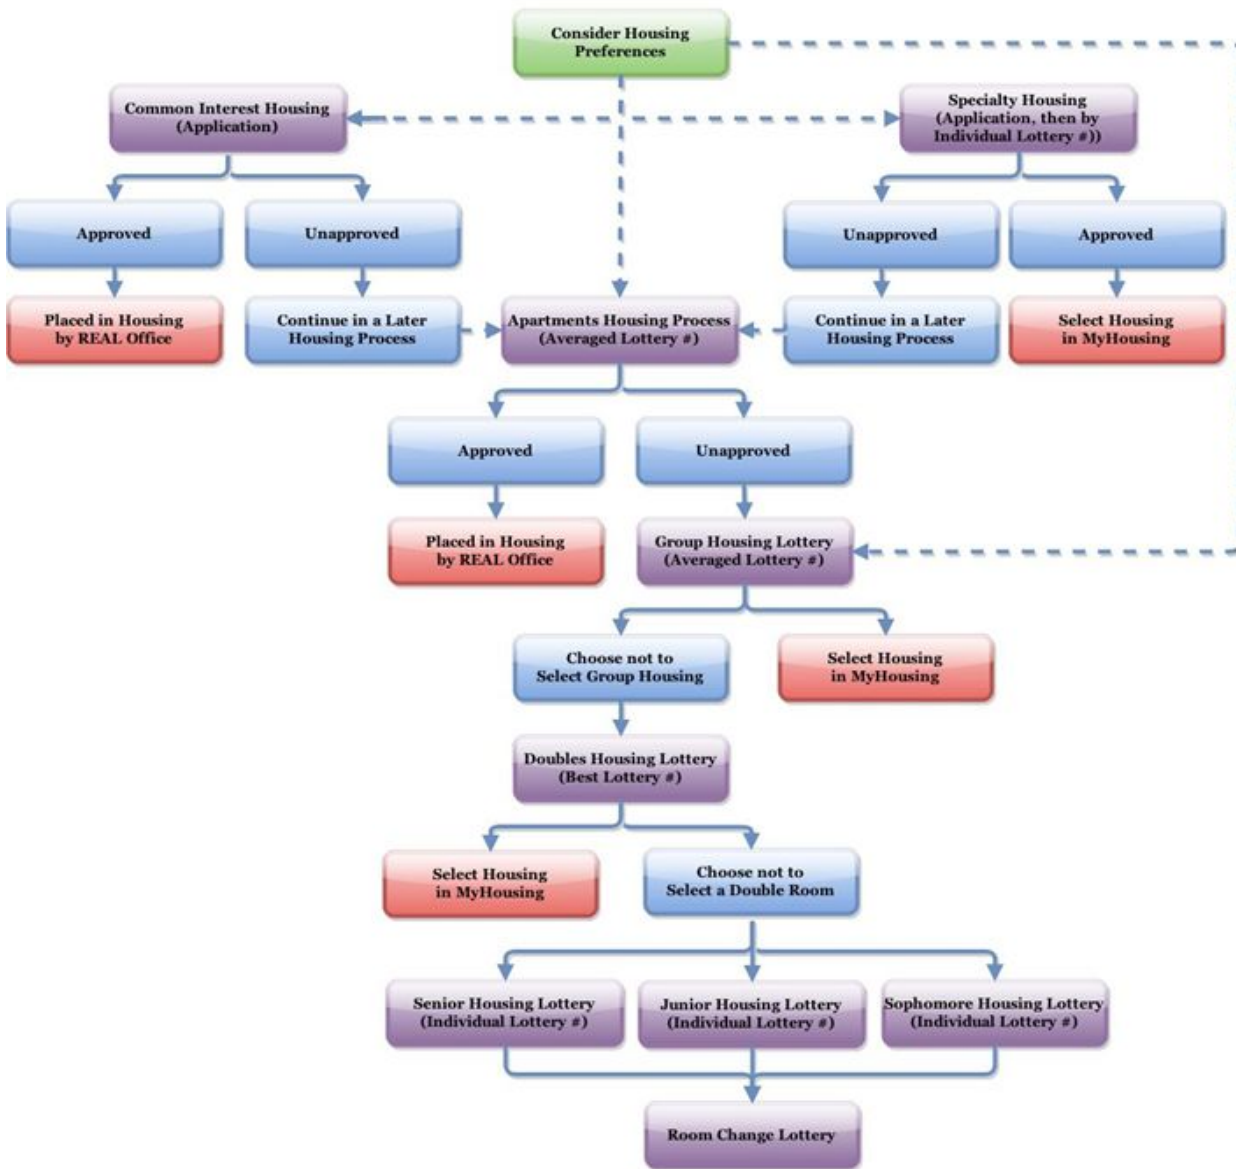 Consider Housing
Preferences
Common Interest Housing
(Application)
Specialty Housing
(Application, then by
Individual Lottery #))
Approved
Unapproved
Unapproved
Approved
Placed in Housing
by REAL Office
Continue in a Later
Housing Process
Apartments Housing Process
(Averaged Lottery #)
Continue in a Later
Housing Process
Select Housing
in MyHousing
Approved
Unapproved
Placed in Housing
by REAL Office
Group Housing Lottery
(Averaged Lottery #)
Choose not to
Select Group Housing
Select Housing
in MyHousing
Doubles Housing Lottery
(Best Lottery #)
Select Housing
in MyHousing
Choose not to
Select a Double Room
Senior Housing Lottery
(Individual Lottery #)
Junior Housing Lottery
(Individual Lottery #)
Sophomore Housing Lottery
(Individual Lottery #)
Room Change Lottery